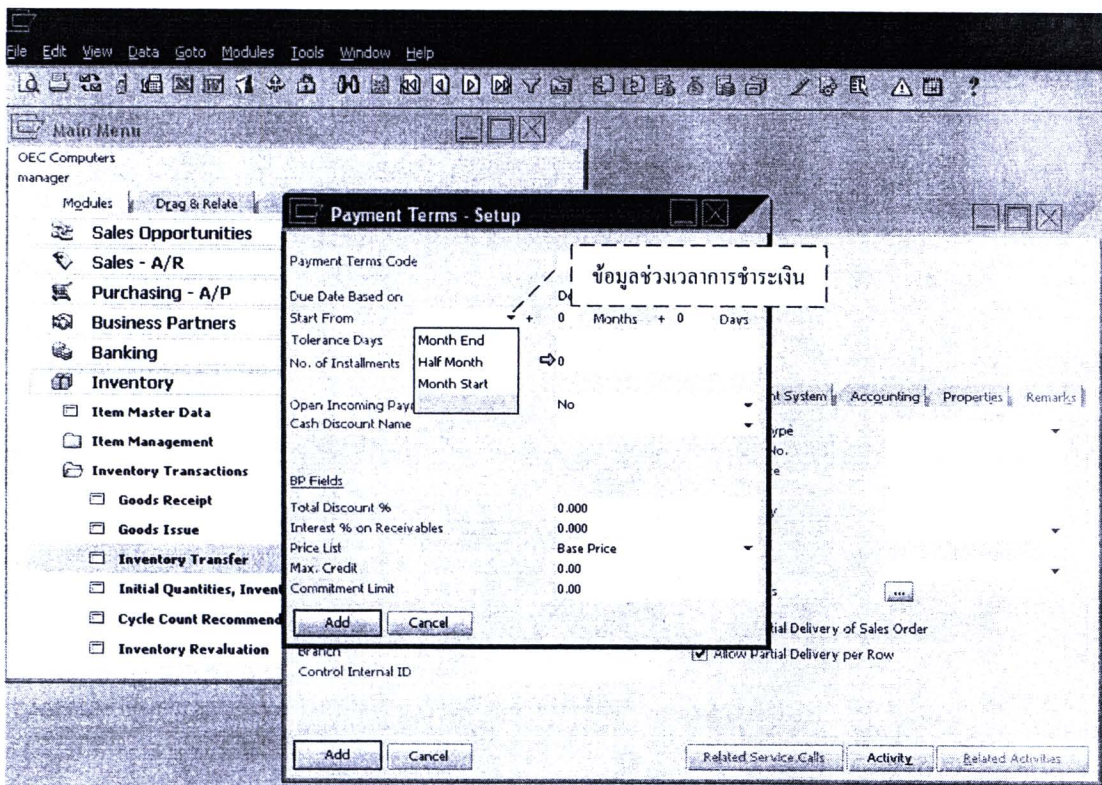 File Edit View Data Goto Modules Tools Window Help
Main Menu
OEC Computers
manager
Modules Drag & Relate
Sales Opportunities
Sales - A/R
Purchasing - A/P
Business Partners
Banking
Inventory
Item Master Data
Item Management
Inventory Transactions
Goods Receipt
Goods Issue
Inventory Transfer
Initial Quantities, Invent
Cycle Count Recommend
Inventory Revaluation
Payment Terms - Setup
ข้อมูลช่วงเวลาการชำระเงิน
Payment Terms Code
Due Date Based on
Start From + 0 Months + 0 Days
Tolerance Days
Month End
Half Month
Month Start
No. of Installments 0
Open Incoming Pay No
Cash Discount Name
BP Fields
Total Discount % 0.000
Interest % on Receivables 0.000
Price List Base Price
Max. Credit 0.00
Commitment Limit 0.00
Add Cancel
nt System Accounting Properties Remarks
ype
No.
...
tial Delivery of Sales Order
Allow Partial Delivery per Row
Branch
Control Internal ID
Add Cancel
Related Service Calls Activity Related Activities